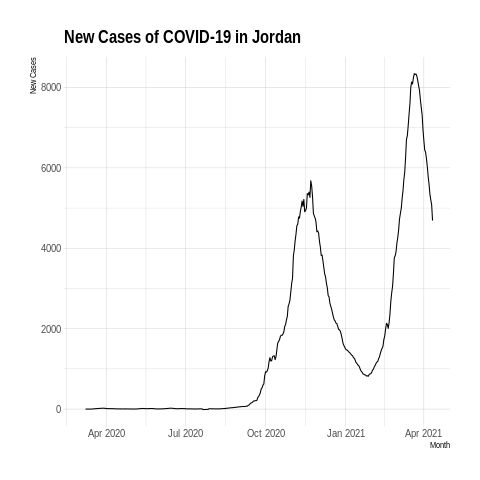 New Cases of COVID-19 in Jordan
New Cases
8000
6000
4000
2000
0
Apr 2020
Jul 2020
Oct 2020
Jan 2021
Apr 2021
Month